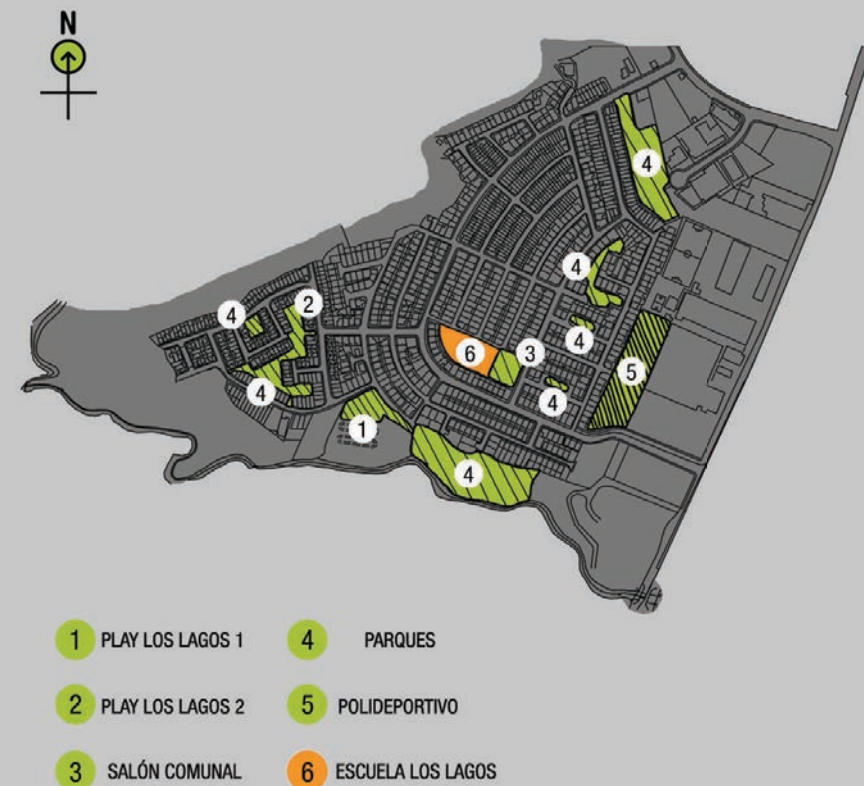 N
4
4
2
4
4
6
3
5
4
4
1
4
1 PLAY LOS LAGOS 1
4 PARQUES
2 PLAY LOS LAGOS 2
5 POLIDEPORTIVO
3 SALÓN COMUNAL
6 ESCUELA LOS LAGOS